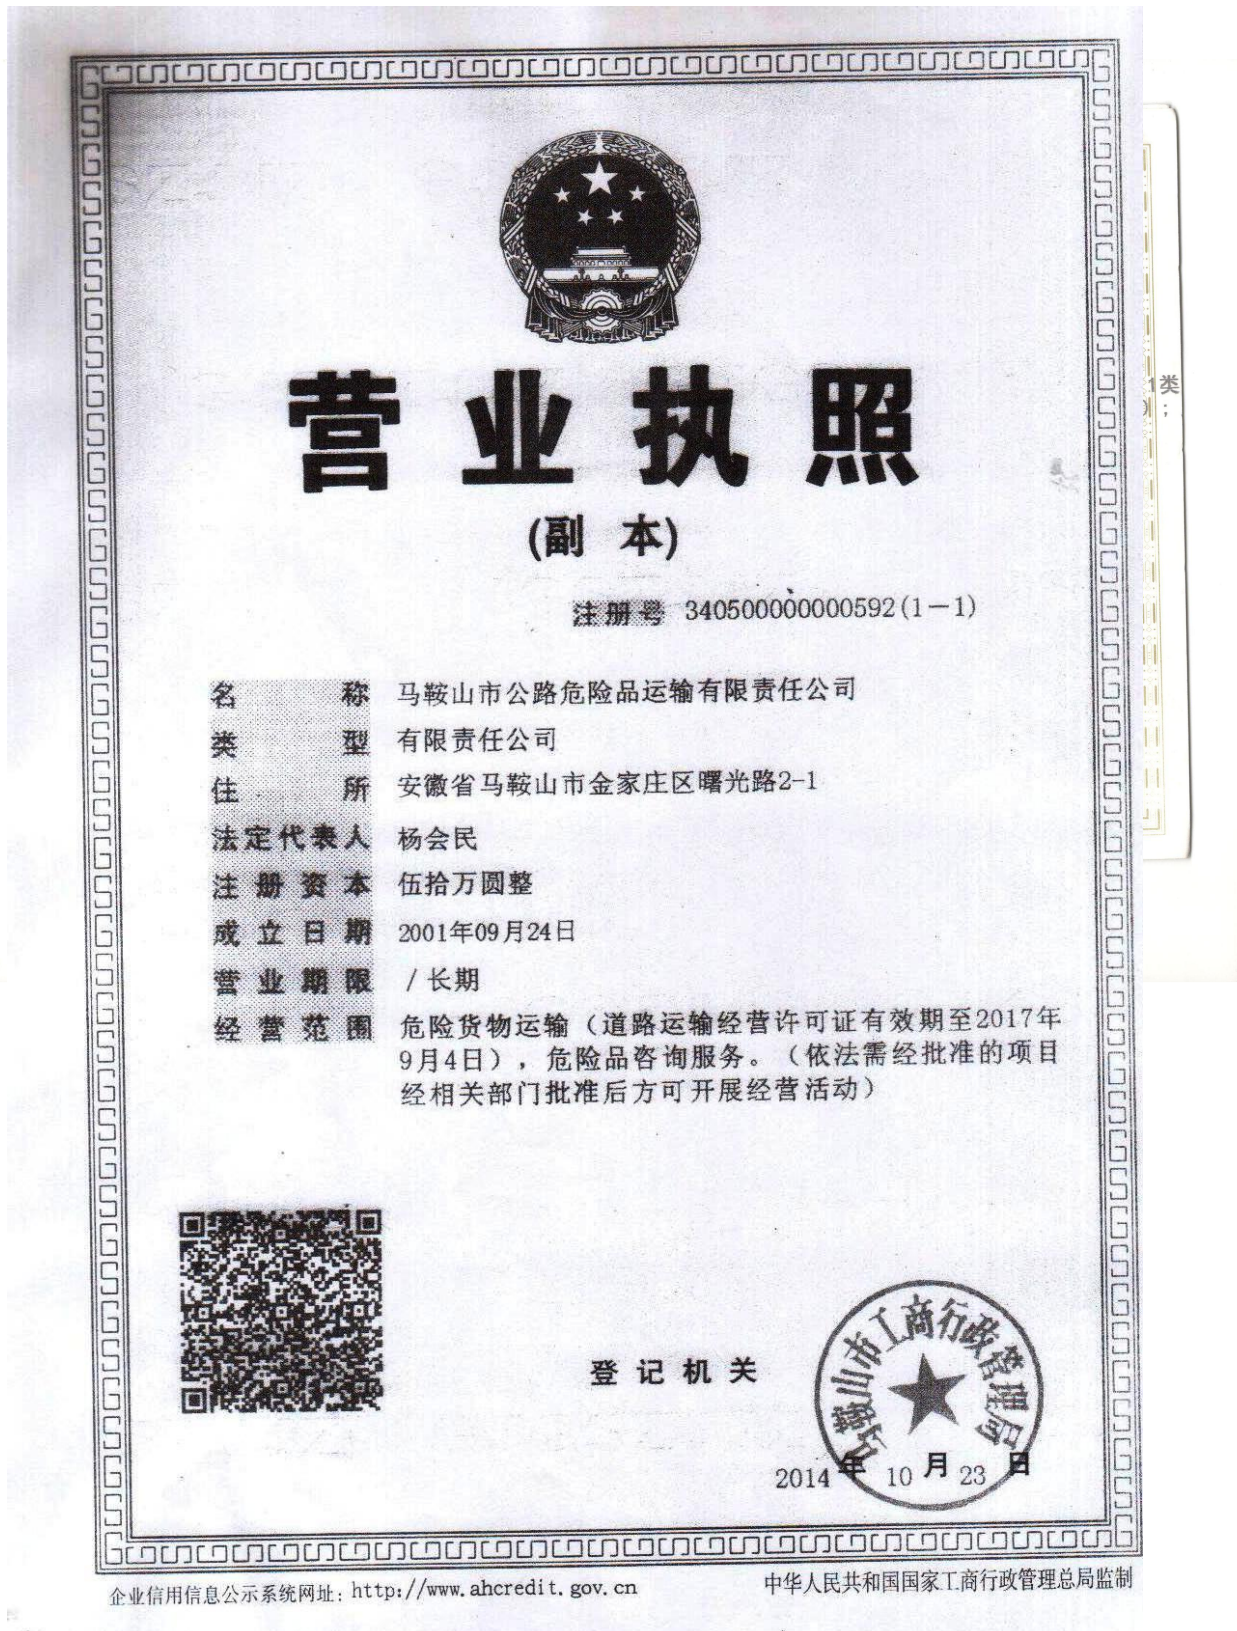 营业执照
(副 本)
注册号 340500000000592(1-1)
名 称 马鞍山市公路危险品运输有限责任公司
类 型 有限责任公司
住 所 安徽省马鞍山市金家庄区曙光路2-1
法定代表人 杨会民
注册资本 伍拾万圆整
成立日期 2001年09月24日
营业期限 / 长期
经营范围 危险货物运输（道路运输经营许可证有效期至2017年
9月4日），危险品咨询服务。（依法需经批准的项目
经相关部门批准后方可开展经营活动）
登记机关
马鞍山市工商行政管理局
2014 年 10 月 23 日
企业信用信息公示系统网址：http://www.ahcredit.gov.cn
中华人民共和国国家工商行政管理总局监制
类
；